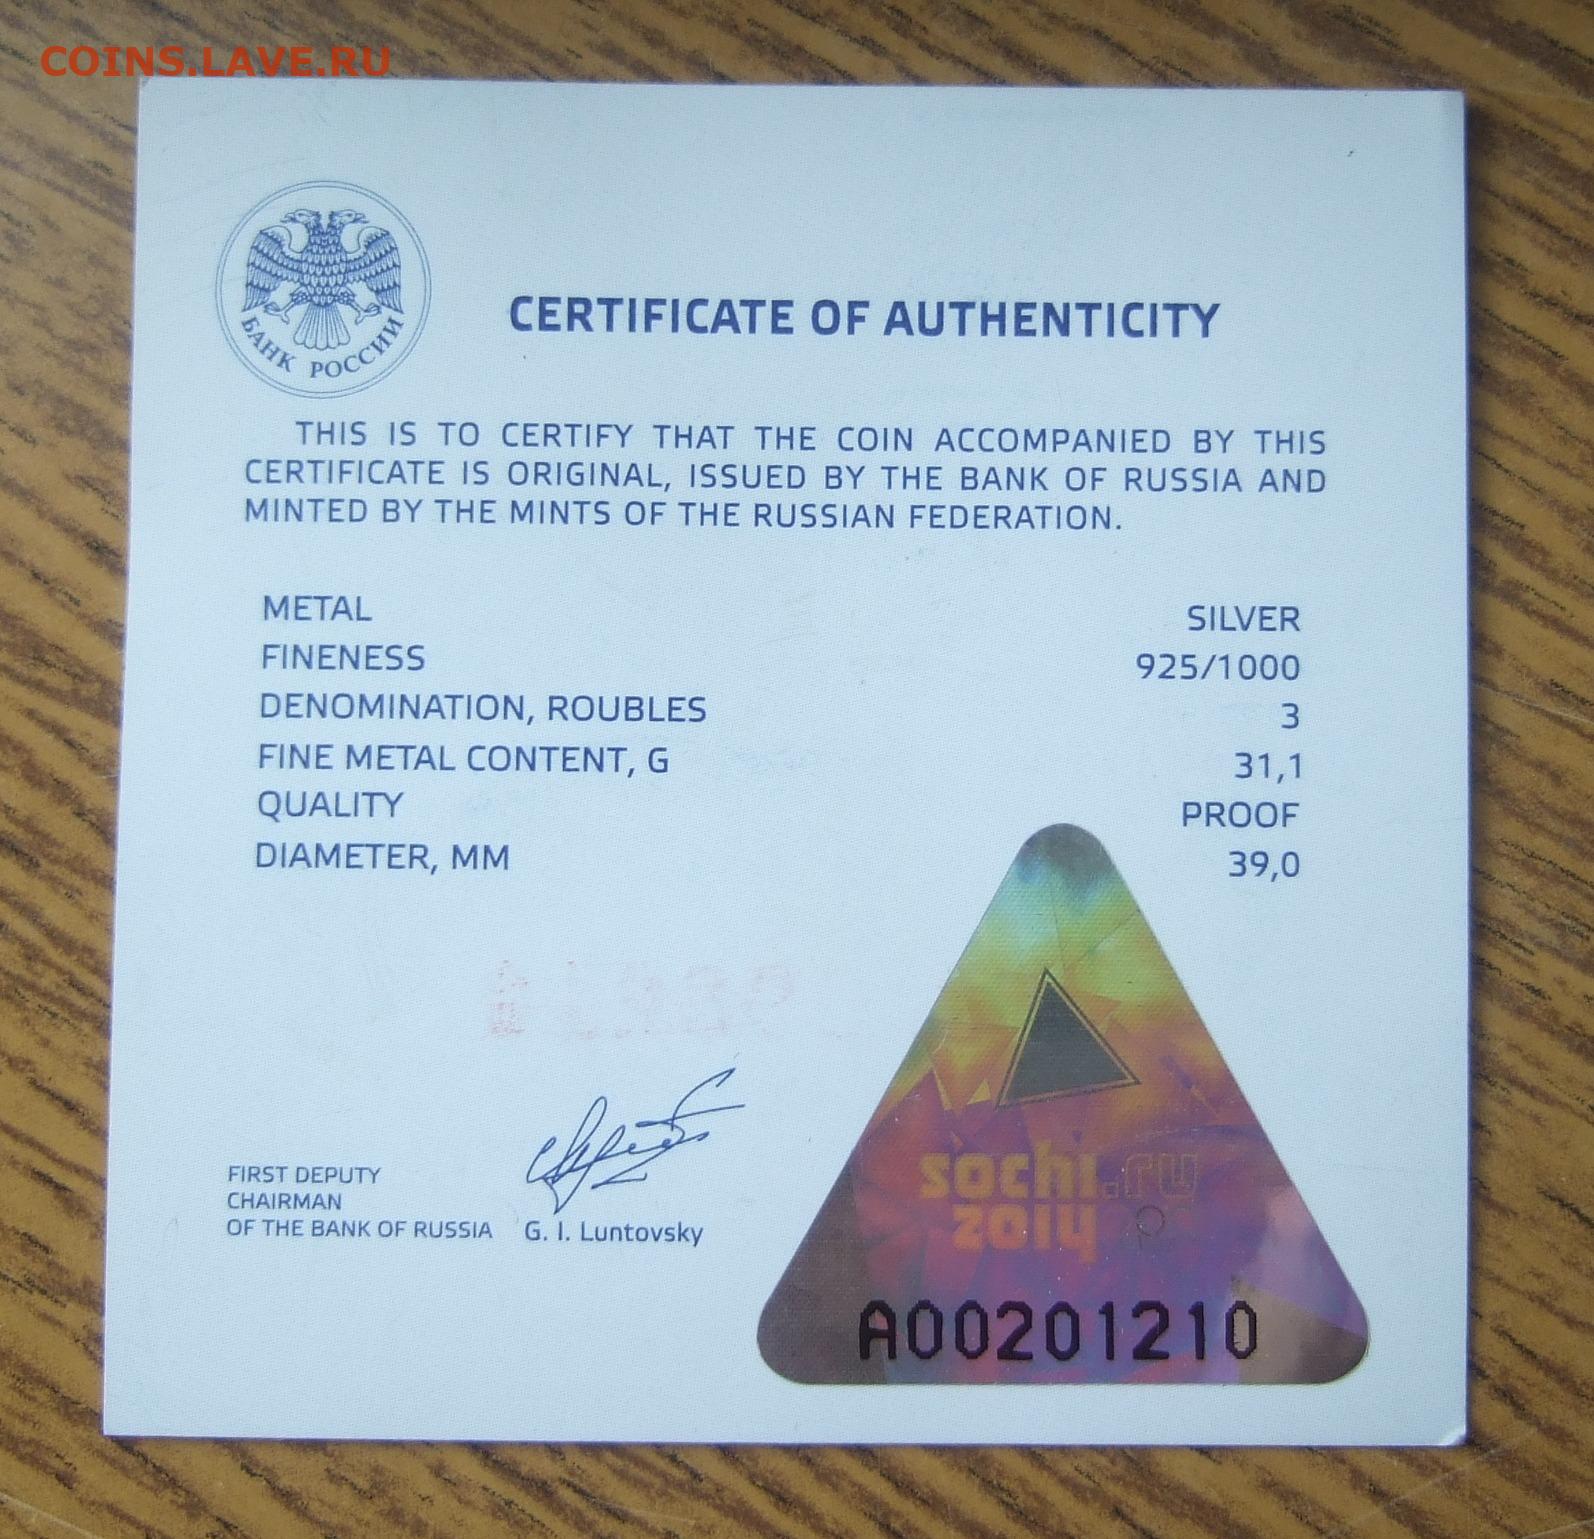 COINS.LAVE.RU
БАНК РОССИИ
CERTIFICATE OF AUTHENTICITY
THIS IS TO CERTIFY THAT THE COIN ACCOMPANIED BY THIS
CERTIFICATE IS ORIGINAL, ISSUED BY THE BANK OF RUSSIA AND
MINTED BY THE MINTS OF THE RUSSIAN FEDERATION.
METAL SILVER
FINENESS 925/1000
DENOMINATION, ROUBLES 3
FINE METAL CONTENT, G 31,1
QUALITY PROOF
DIAMETER, MM 39,0
FIRST DEPUTY
CHAIRMAN
OF THE BANK OF RUSSIA G. I. Luntovsky
sochi.ru
2014
A00201210